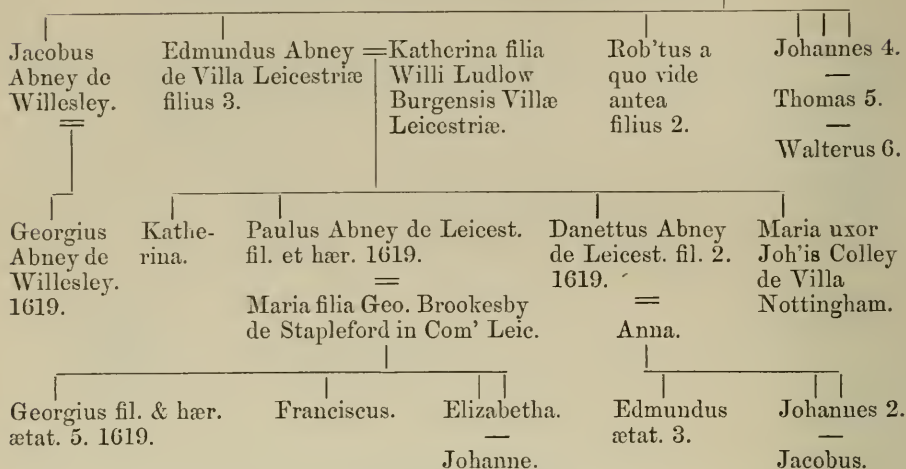 Jacobus
Abney de
Willesley.
=
Edmundus Abney =
de Villa Leicestriæ
filius 3.
Katherina filia
Willi Ludlow
Burgensis Villæ
Leicestriæ.
Rob'tus a
quo vide
antea
filius 2.
Johannes 4.
—
Thomas 5.
—
Walterus 6.
Georgius
Abney de
Willesley.
1619.
Kathe-
rina.
Paulus Abney de Leicest.
fil. et hær. 1619.
=
Maria filia Geo. Brookesby
de Stapleford in Com' Leic.
Danettus Abney
de Leicest. fil. 2.
1619.
=
Anna.
Maria uxor
Joh'is Colley
de Villa
Nottingham.
Georgius fil. & hær.
ætat. 5. 1619.
Franciscus.
Elizabetha.
—
Johanne.
Edmundus
ætat. 3.
Johannes 2.
—
Jacobus.